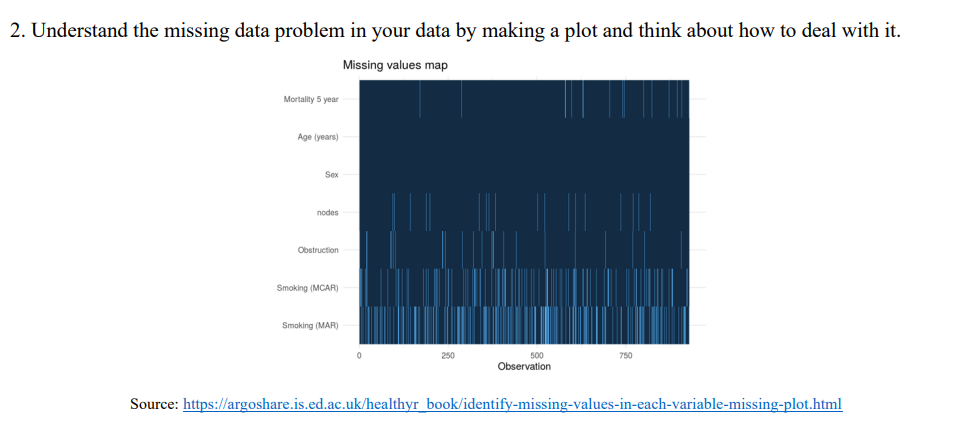 2. Understand the missing data problem in your data by making a plot and think about how to deal with it.
Missing values map
Mortality 5 year
Age (years)
Sex
nodes
Obstruction
Smoking (MCAR)
Smoking (MAR)
0 250 500 750
Observation
Source: https://argoshare.is.ed.ac.uk/healthyr_book/identify-missing-values-in-each-variable-missing-plot.html